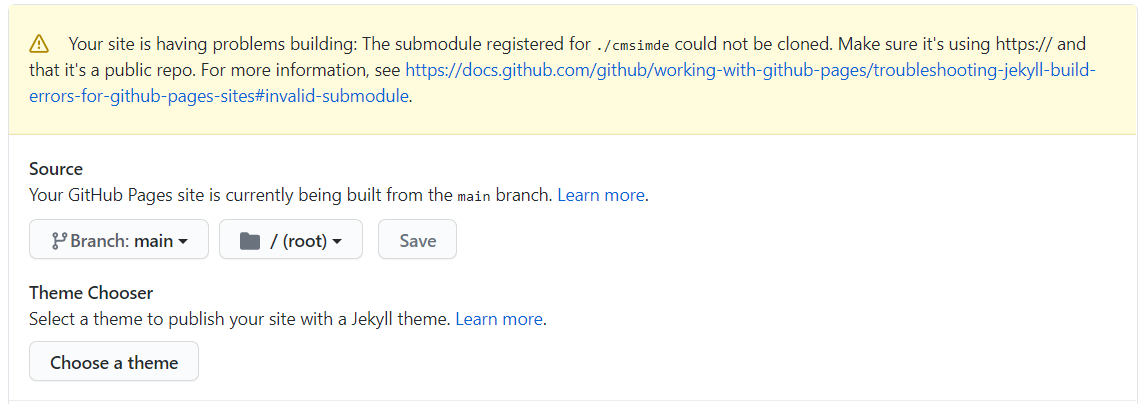 Your site is having problems building: The submodule registered for ./cmsimde could not be cloned. Make sure it's using https:// and
that it's a public repo. For more information, see https://docs.github.com/github/working-with-github-pages/troubleshooting-jekyll-build-
errors-for-github-pages-sites#invalid-submodule.
Source
Your GitHub Pages site is currently being built from the main branch. Learn more.
Branch: main / (root) Save
Theme Chooser
Select a theme to publish your site with a Jekyll theme. Learn more.
Choose a theme